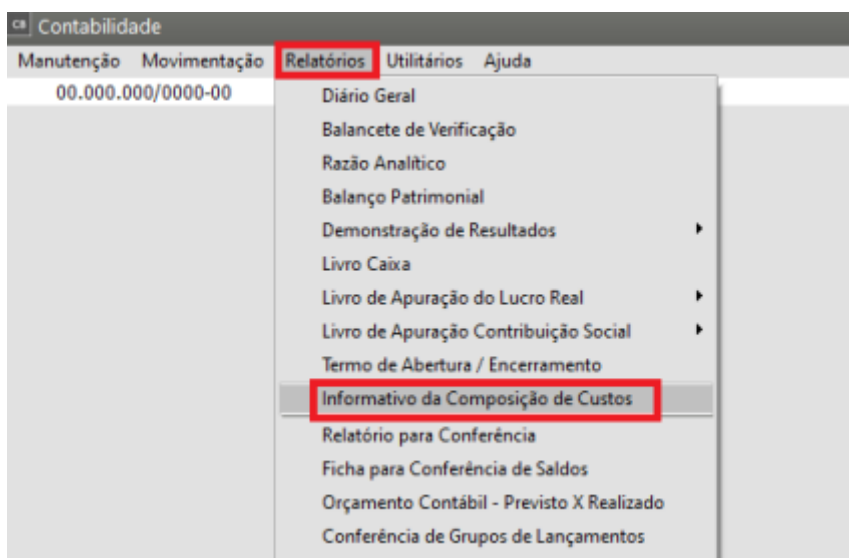 CB Contabilidade
Manutenção Movimentação Relatórios Utilitários Ajuda
00.000.000/0000-00
Diário Geral
Balancete de Verificação
Razão Analítico
Balanço Patrimonial
Demonstração de Resultados
Livro Caixa
Livro de Apuração do Lucro Real
Livro de Apuração Contribuição Social
Termo de Abertura / Encerramento
Informativo da Composição de Custos
Relatório para Conferência
Ficha para Conferência de Saldos
Orçamento Contábil - Previsto X Realizado
Conferência de Grupos de Lançamentos